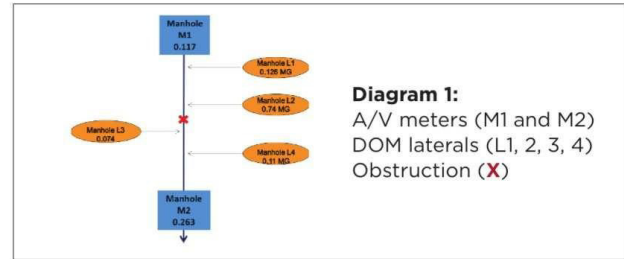 Manhole
M1
0.117
Manhole L1
0.126 MG
Manhole L2
0.74 MG
Manhole L3
0.074
Manhole L4
0.11 MG
Manhole
M2
0.263
Diagram 1:
A/V meters (M1 and M2)
DOM laterals (L1, 2, 3, 4)
Obstruction (X)